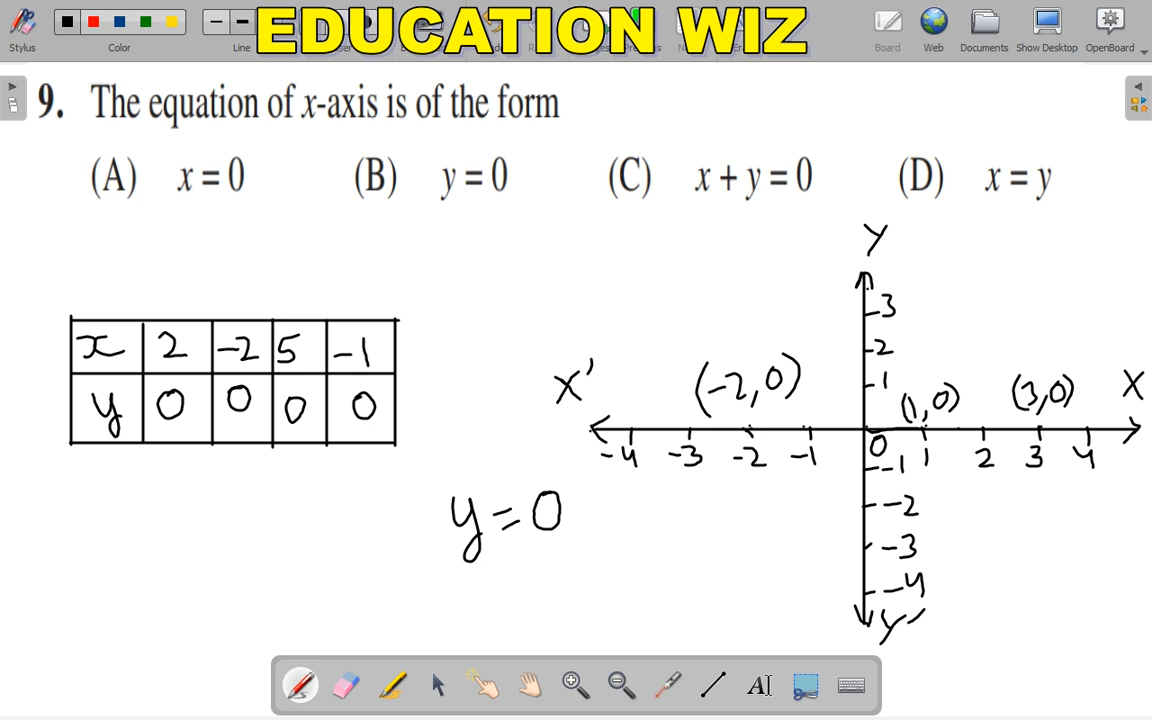 EDUCATION WIZ
Stylus Color Line Board Web Documents Show Desktop OpenBoard
9. The equation of x-axis is of the form
(A) x = 0 (B) y = 0 (C) x + y = 0 (D) x = y
x 2 -2 5 -1
y 0 0 0 0
y = 0
Y
3
2
1
X' (-2,0) (1,0) (3,0) X
-4 -3 -2 -1 0 1 2 3 4
-1
-2
-3
-4
Y'
AI